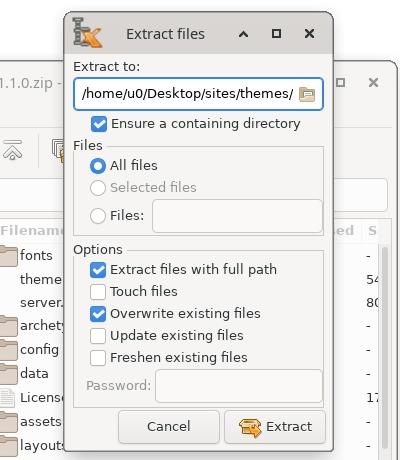 Extract files
1.1.0.zip -
Extract to:
/home/u0/Desktop/sites/themes/
Ensure a containing directory
Files
All files
Selected files
Files:
Filename
fonts
-
theme
54
server.
80
archety
-
config
-
data
-
License
17
assets
-
layouts
-
Options
Extract files with full path
Touch files
Overwrite existing files
Update existing files
Freshen existing files
Password:
Cancel
Extract